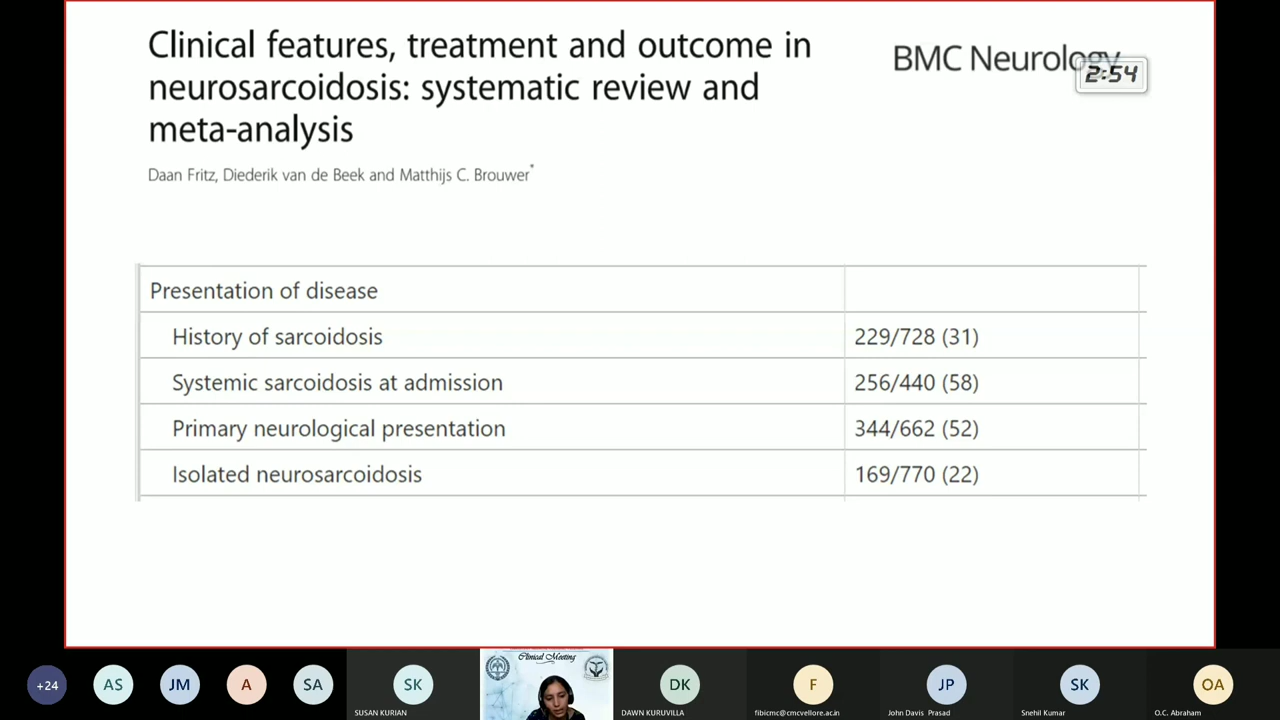 Clinical features, treatment and outcome in
neurosarcoidosis: systematic review and
meta-analysis
BMC Neurology
2:54
Daan Fritz, Diederik van de Beek and Matthijs C. Brouwer*
Presentation of disease
History of sarcoidosis 229/728 (31)
Systemic sarcoidosis at admission 256/440 (58)
Primary neurological presentation 344/662 (52)
Isolated neurosarcoidosis 169/770 (22)
Clinical Meeting
+24 AS JM A SA SK DK F JP SK OA
SUSAN KURIAN DAWN KURUVILLA fibicmc@cmcvellore.ac.in John Davis Prasad Snehil Kumar O.C. Abraham